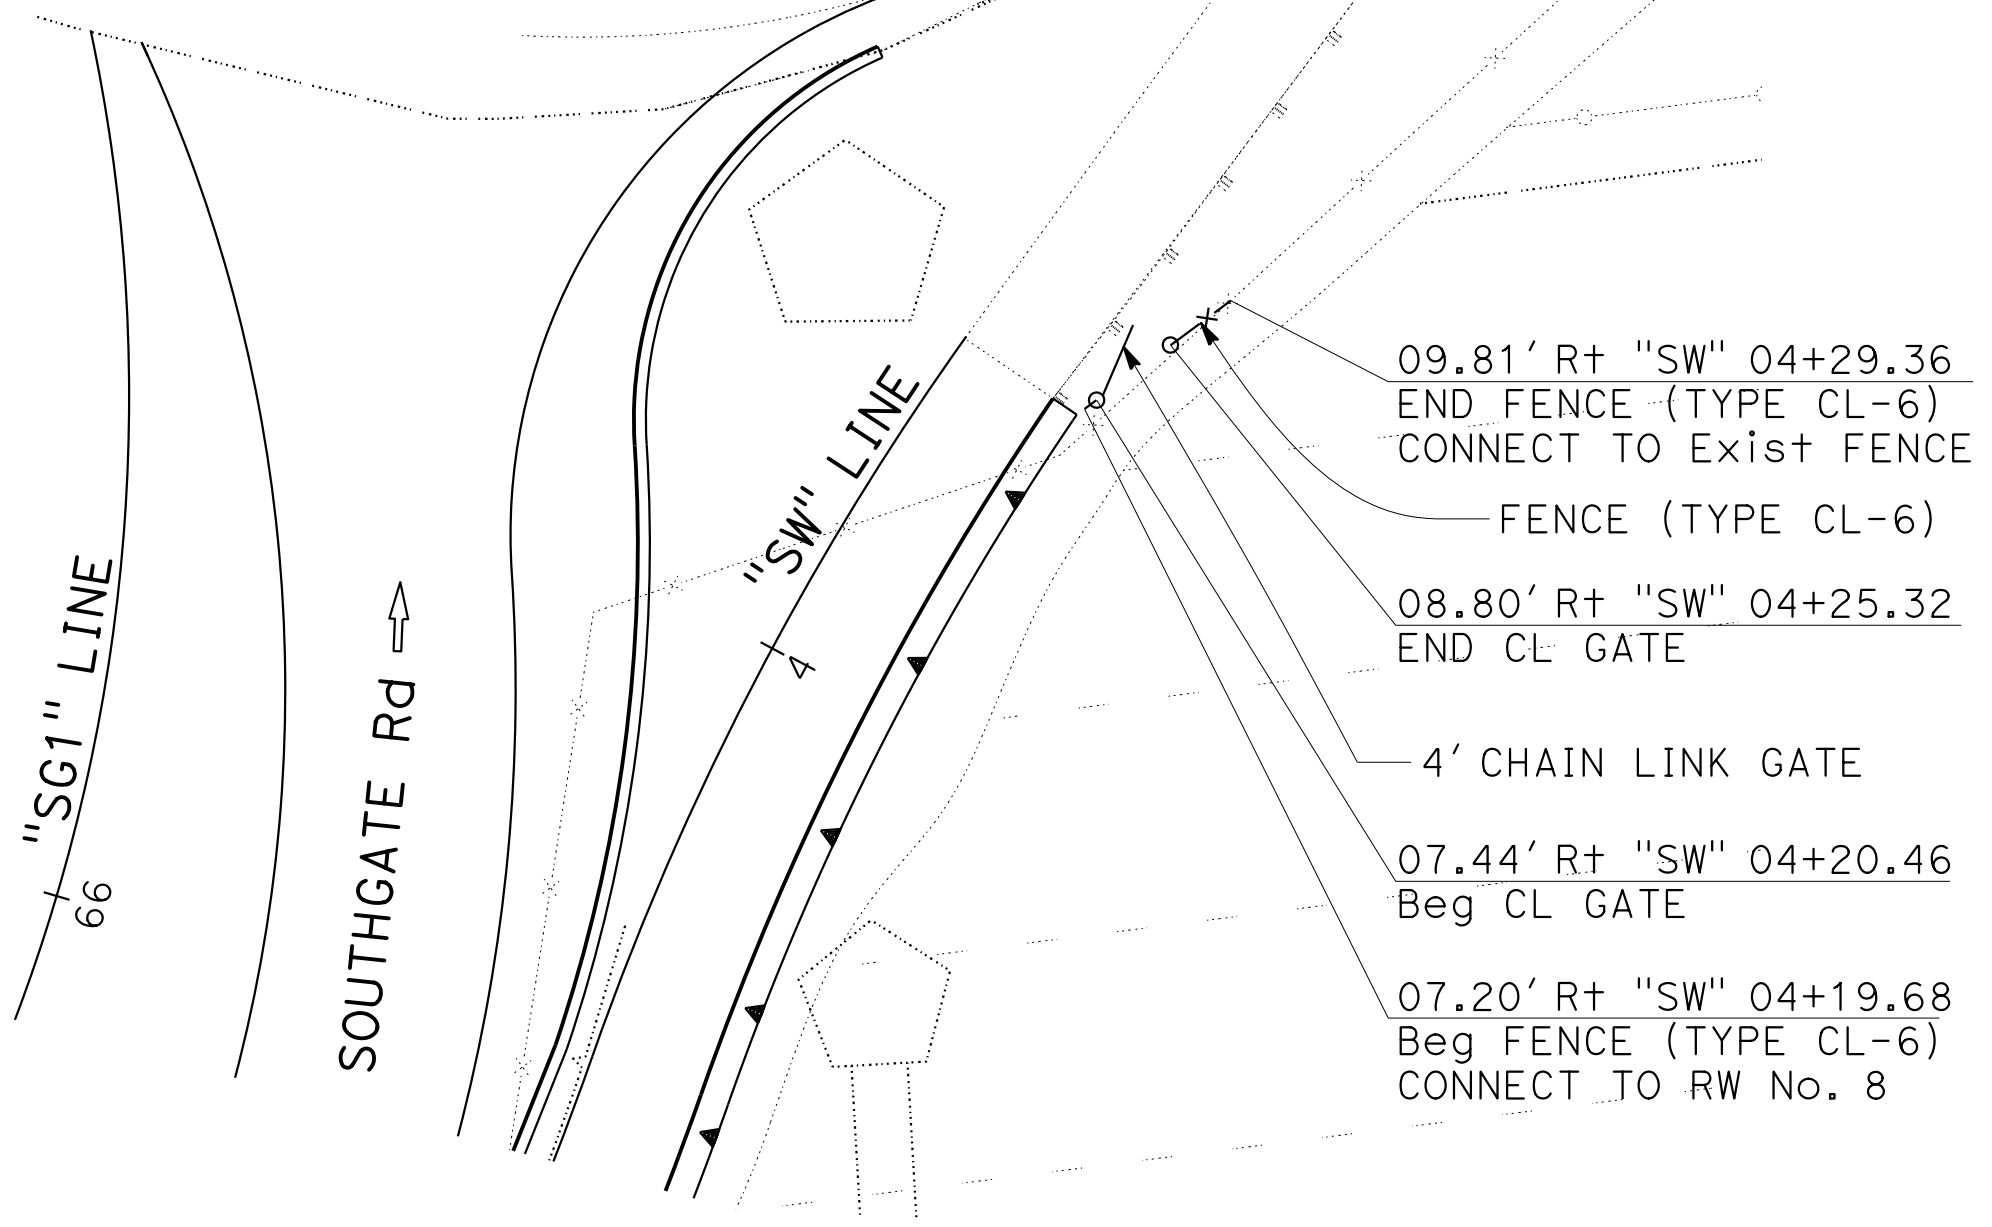 09.81' Rt "SW" 04+29.36
END FENCE (TYPE CL-6)
CONNECT TO Exist FENCE
FENCE (TYPE CL-6)
08.80' Rt "SW" 04+25.32
END CL GATE
4' CHAIN LINK GATE
07.44' Rt "SW" 04+20.46
Beg CL GATE
07.20' Rt "SW" 04+19.68
Beg FENCE (TYPE CL-6)
CONNECT TO RW No. 8
"SW" LINE
4
"SG1" LINE
66
SOUTHGATE Rd